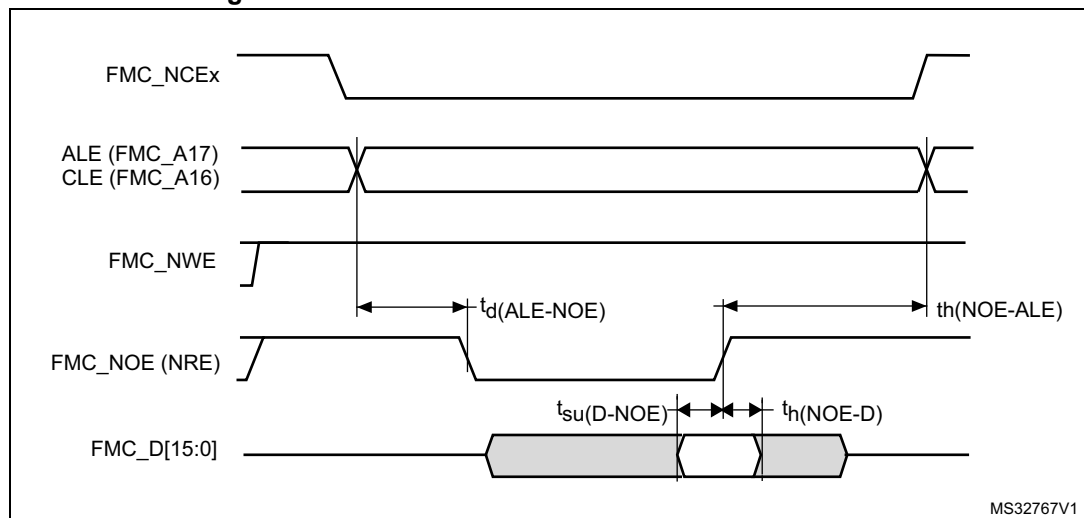 FMC_NCEx
ALE (FMC_A17)
CLE (FMC_A16)
FMC_NWE
td(ALE-NOE)
th(NOE-ALE)
FMC_NOE (NRE)
tsu(D-NOE)
th(NOE-D)
FMC_D[15:0]
MS32767V1